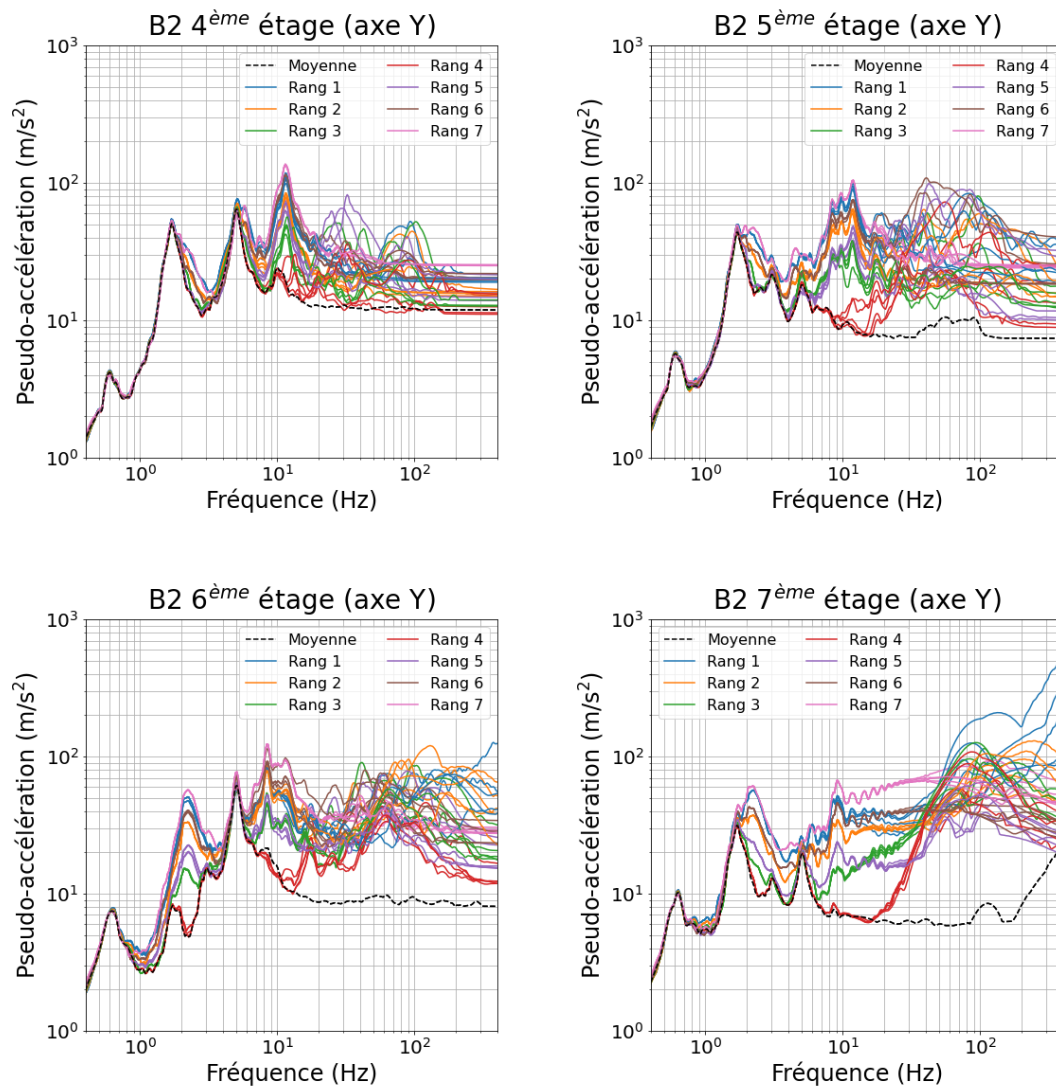 B2 4ème étage (axe Y)
Pseudo-accélération (m/s²)
10³
10²
10¹
10⁰
Moyenne
Rang 1
Rang 2
Rang 3
Rang 4
Rang 5
Rang 6
Rang 7
10⁰ 10¹ 10²
Fréquence (Hz)
B2 5ème étage (axe Y)
Pseudo-accélération (m/s²)
10³
10²
10¹
10⁰
Moyenne
Rang 1
Rang 2
Rang 3
Rang 4
Rang 5
Rang 6
Rang 7
10⁰ 10¹ 10²
Fréquence (Hz)
B2 6ème étage (axe Y)
Pseudo-accélération (m/s²)
10³
10²
10¹
10⁰
Moyenne
Rang 1
Rang 2
Rang 3
Rang 4
Rang 5
Rang 6
Rang 7
10⁰ 10¹ 10²
Fréquence (Hz)
B2 7ème étage (axe Y)
Pseudo-accélération (m/s²)
10³
10²
10¹
10⁰
Moyenne
Rang 1
Rang 2
Rang 3
Rang 4
Rang 5
Rang 6
Rang 7
10⁰ 10¹ 10²
Fréquence (Hz)